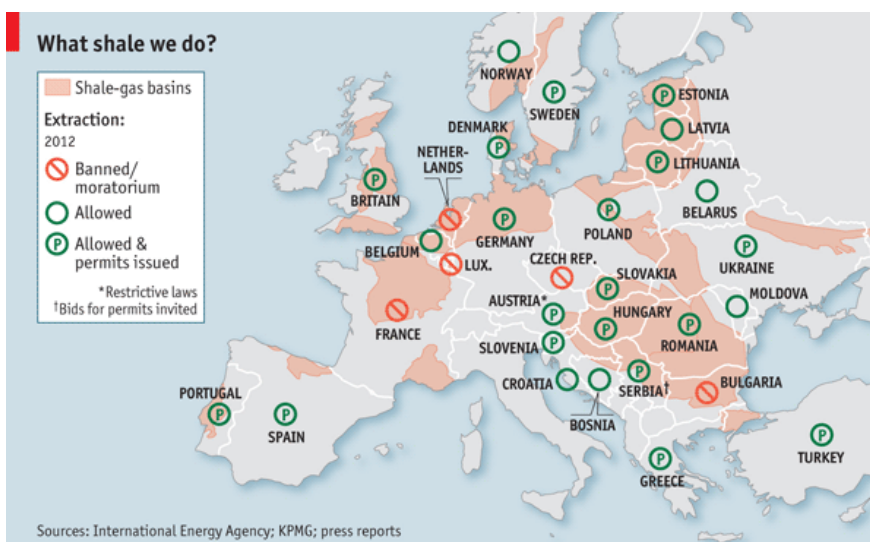 What shale we do?
Shale-gas basins
Extraction:
2012
Banned/
moratorium
Allowed
P
Allowed &
permits issued
*Restrictive laws
†Bids for permits invited
NORWAY
P
SWEDEN
P
ESTONIA
LATVIA
P
LITHUANIA
DENMARK
P
NETHER-
LANDS
P
BRITAIN
BELARUS
P
GERMANY
P
POLAND
BELGIUM
LUX.
CZECH REP.
P
UKRAINE
P
SLOVAKIA
MOLDOVA
AUSTRIA*
P
HUNGARY
P
P
ROMANIA
FRANCE
SLOVENIA
P
CROATIA
BOSNIA
P
SERBIA†
BULGARIA
PORTUGAL
P
P
SPAIN
P
GREECE
P
TURKEY
Sources: International Energy Agency; KPMG; press reports